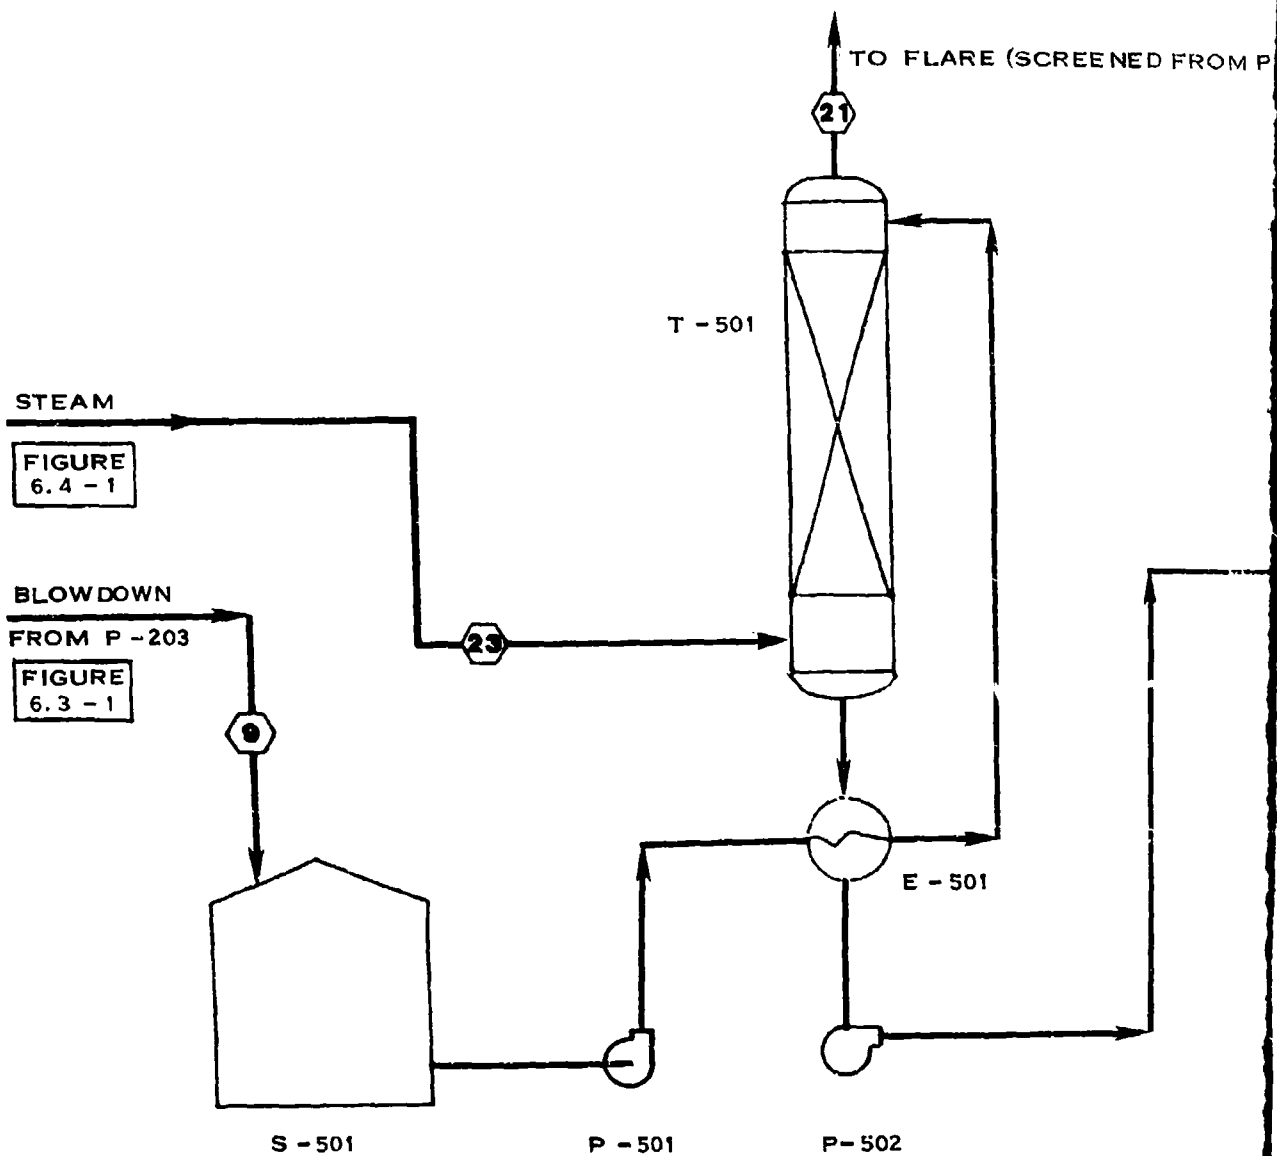 TO FLARE (SCREENED FROM P
21
T-501
STEAM
FIGURE
6.4-1
BLOWDOWN
FROM P-203
FIGURE
6.3-1
23
9
E-501
S-501
P-501
P-502